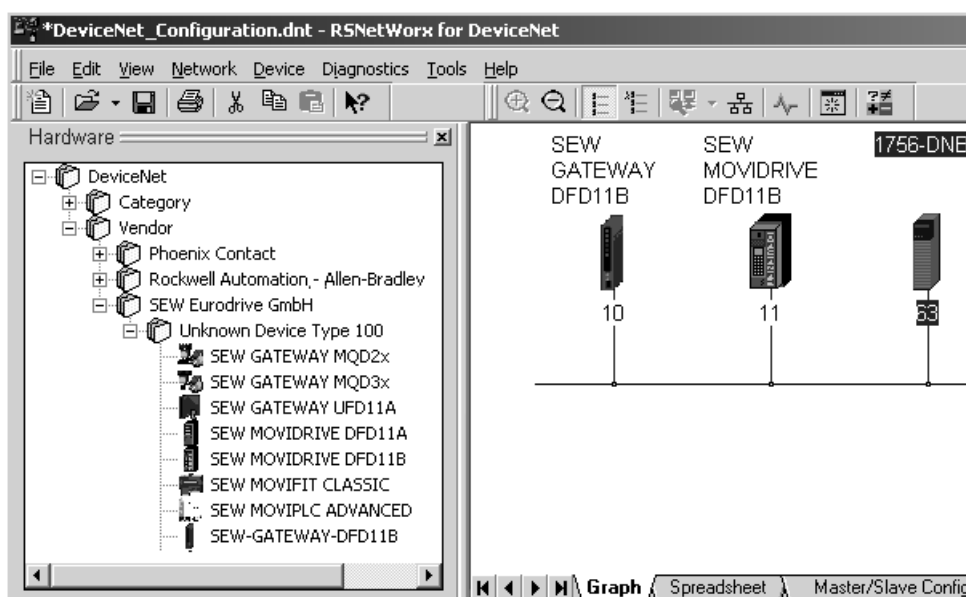 *DeviceNet_Configuration.dnt - RSNetWorx for DeviceNet
File Edit View Network Device Diagnostics Tools Help
Hardware
DeviceNet
Category
Vendor
Phoenix Contact
Rockwell Automation - Allen-Bradley
SEW Eurodrive GmbH
Unknown Device Type 100
SEW GATEWAY MQD2x
SEW GATEWAY MQD3x
SEW GATEWAY UFD11A
SEW MOVIDRIVE DFD11A
SEW MOVIDRIVE DFD11B
SEW MOVIFIT CLASSIC
SEW MOVIPLC ADVANCED
SEW-GATEWAY-DFD11B
SEW
GATEWAY
DFD11B
10
SEW
MOVIDRIVE
DFD11B
11
1756-DNB
63
Graph Spreadsheet Master/Slave Config